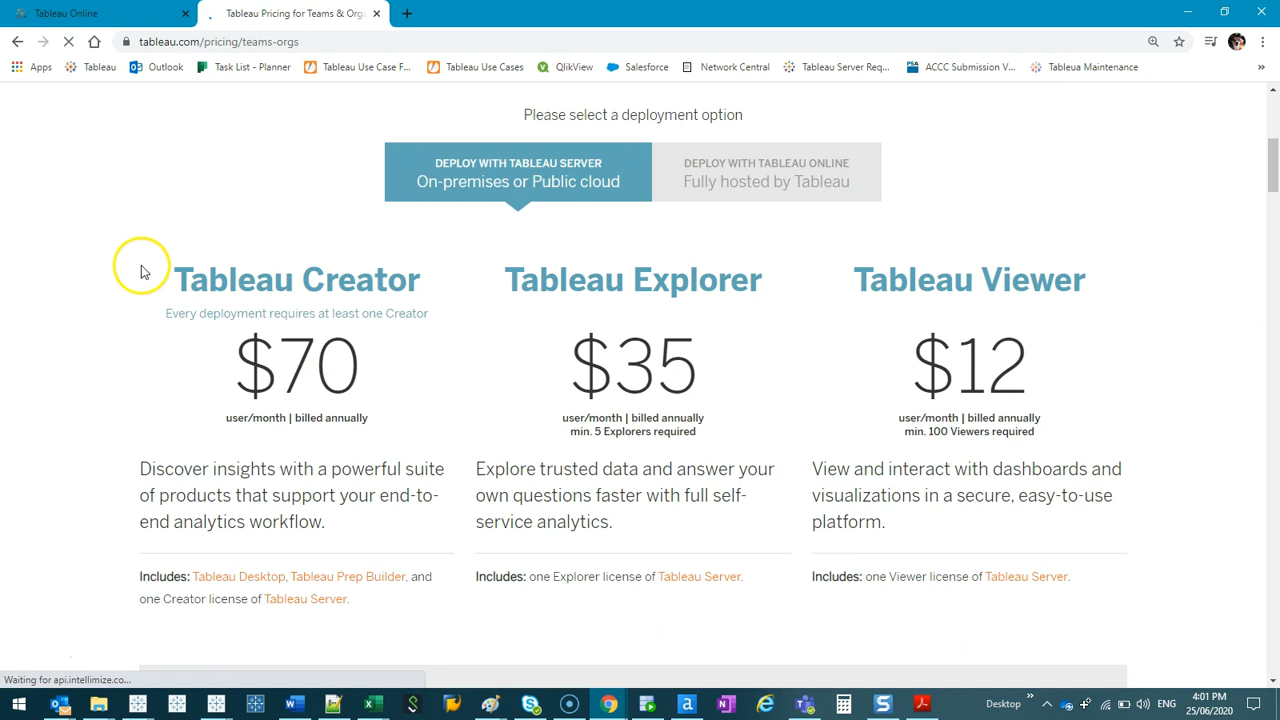 Tableau Online
Tableau Pricing for Teams & Org
tableau.com/pricing/teams-orgs
Apps
Tableau
Outlook
Task List - Planner
Tableau Use Case F...
Tableau Use Cases
QlikView
Salesforce
Network Central
Tableau Server Req...
ACCC Submission V...
Tableua Maintenance
»
Please select a deployment option
DEPLOY WITH TABLEAU SERVER
On-premises or Public cloud
DEPLOY WITH TABLEAU ONLINE
Fully hosted by Tableau
Tableau Creator
Every deployment requires at least one Creator
$70
user/month | billed annually
Discover insights with a powerful suite
of products that support your end-to-
end analytics workflow.
Includes: Tableau Desktop, Tableau Prep Builder, and
one Creator license of Tableau Server.
Tableau Explorer
$35
user/month | billed annually
min. 5 Explorers required
Explore trusted data and answer your
own questions faster with full self-
service analytics.
Includes: one Explorer license of Tableau Server.
Tableau Viewer
$12
user/month | billed annually
min. 100 Viewers required
View and interact with dashboards and
visualizations in a secure, easy-to-use
platform.
Includes: one Viewer license of Tableau Server.
Waiting for api.intellimize.co...
Desktop
»
ENG
4:01 PM
25/06/2020